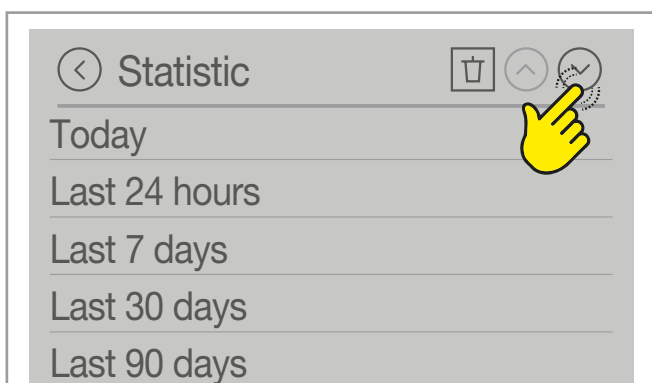 Statistic
Today
Last 24 hours
Last 7 days
Last 30 days
Last 90 days